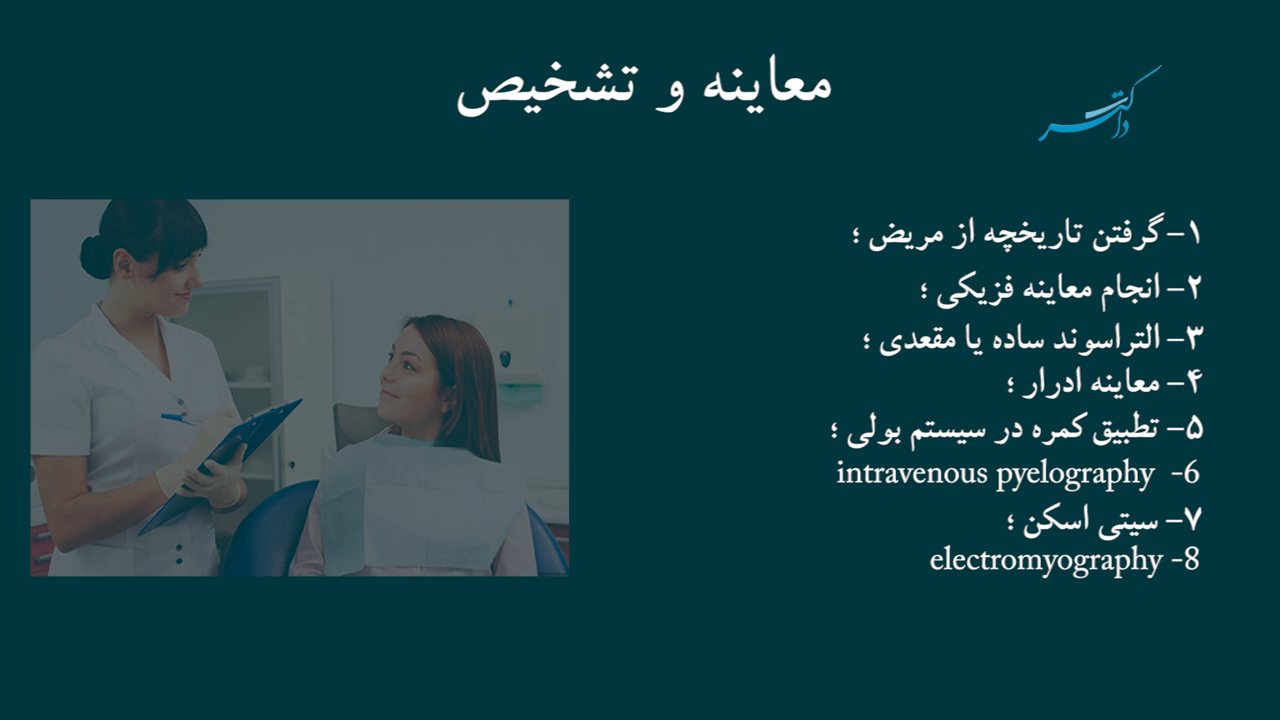 معاینه و تشخیص
داکتر
۱- گرفتن تاریخچه از مریض ؛
۲- انجام معاینه فزیکی ؛
۳- التراسوند ساده یا مقعدی ؛
۴- معاینه ادرار ؛
۵- تطبیق کمره در سیستم بولی ؛
6- intravenous pyelography
۷- سیتی اسکن ؛
8- electromyography